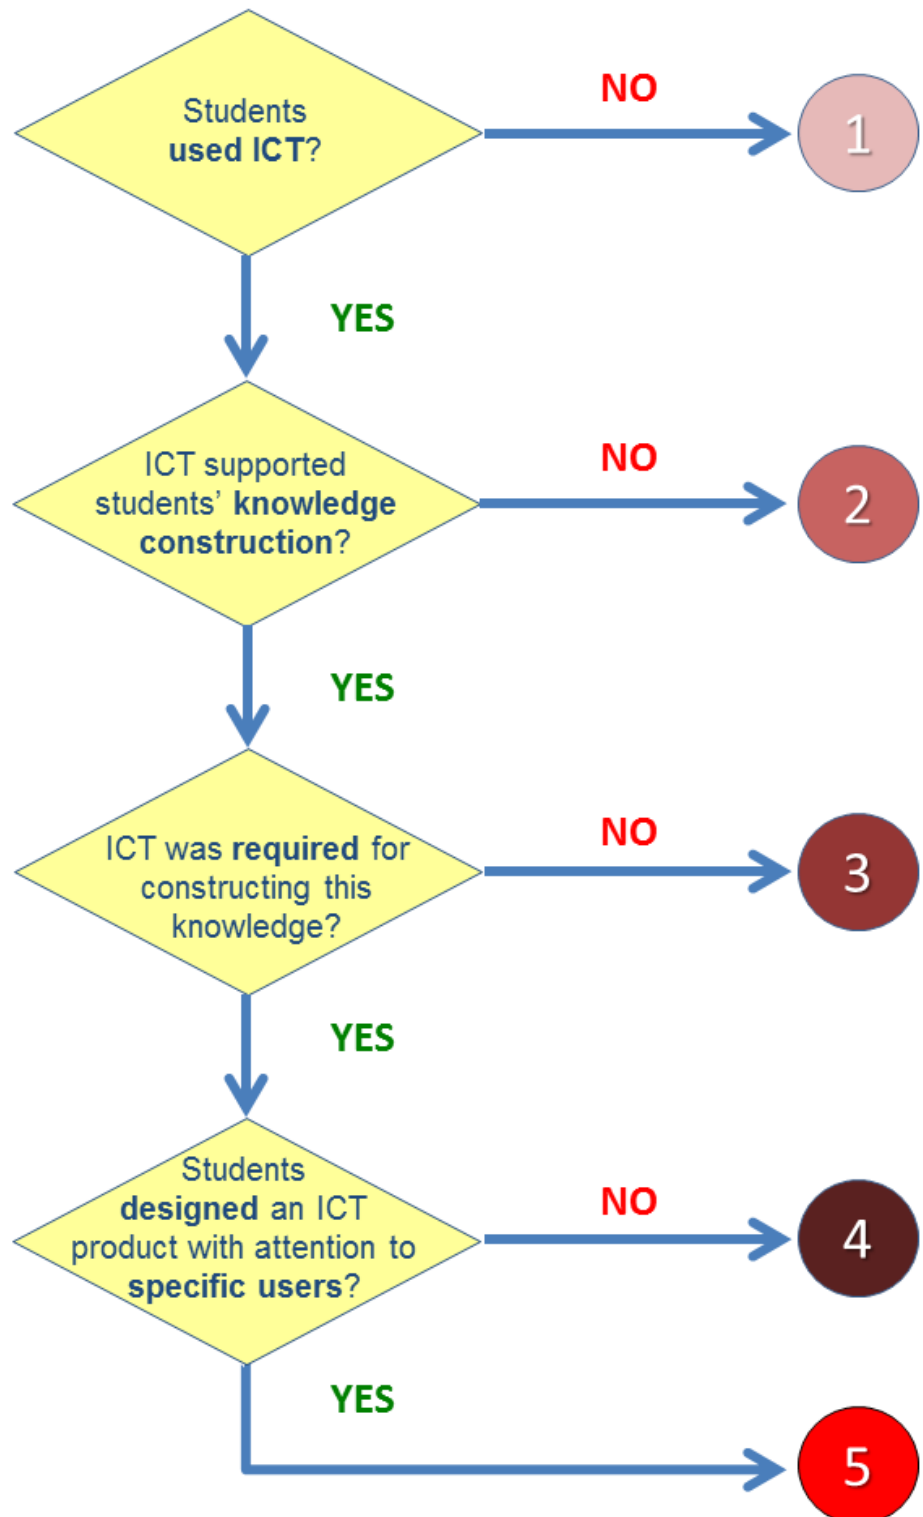 Students
used ICT?
NO
1
YES
ICT supported
students’ knowledge
construction?
NO
2
YES
ICT was required for
constructing this
knowledge?
NO
3
YES
Students
designed an ICT
product with attention to
specific users?
NO
4
YES
5